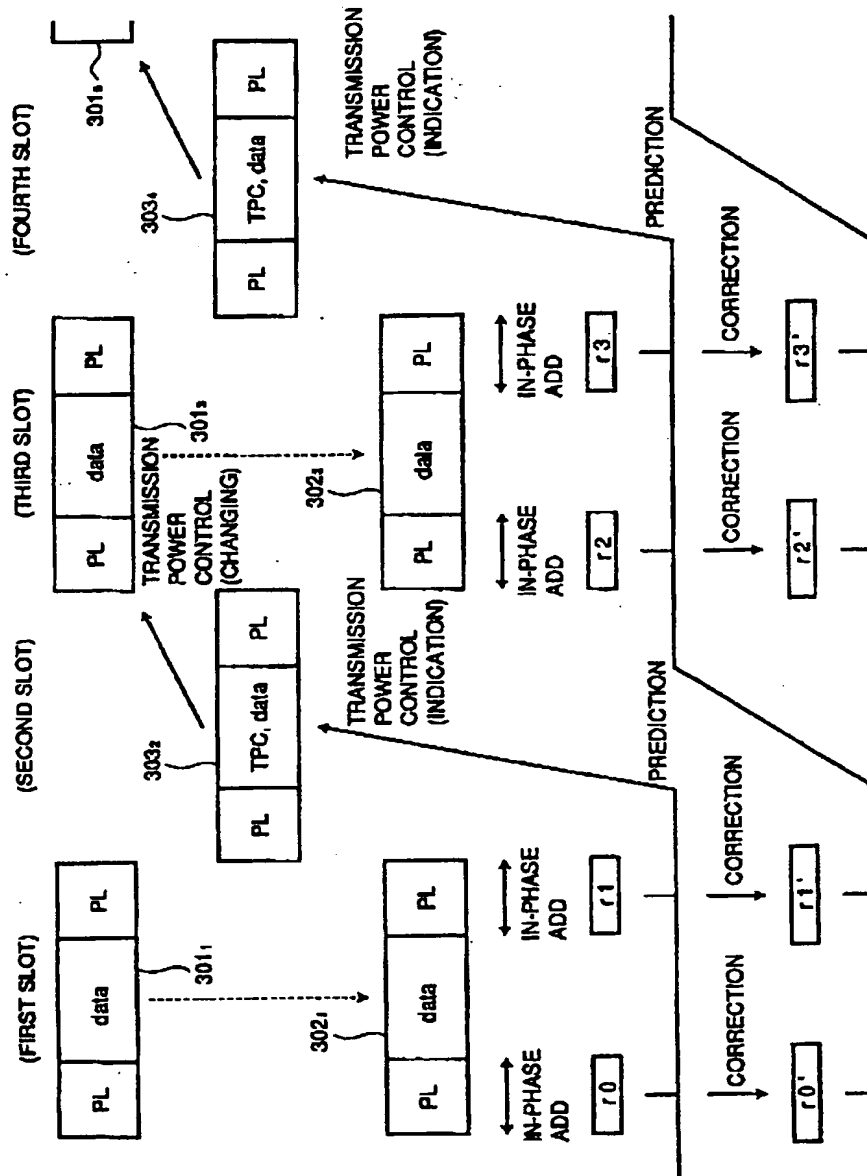 (FIRST SLOT)
(SECOND SLOT)
(THIRD SLOT)
(FOURTH SLOT)
PL data PL
301₁
PL data PL
301₃
301₅
TRANSMISSION
POWER
CONTROL
(CHANGING)
303₂
PL TPC, data PL
303₄
PL TPC, data PL
302₁
PL data PL
302₃
PL data PL
TRANSMISSION
POWER
CONTROL
(INDICATION)
TRANSMISSION
POWER
CONTROL
(INDICATION)
IN-PHASE
ADD
IN-PHASE
ADD
IN-PHASE
ADD
IN-PHASE
ADD
r0
r1
r2
r3
PREDICTION
PREDICTION
CORRECTION
CORRECTION
CORRECTION
CORRECTION
r0'
r1'
r2'
r3'